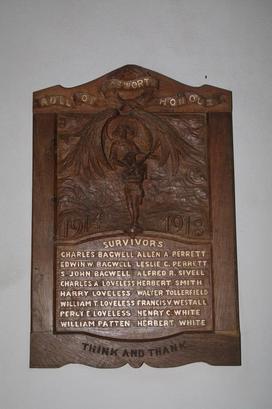 ROLL OF HONOUR
1914 1918
SURVIVORS
CHARLES BAGWELL ALLEN A. PERRETT
EDWIN W. BAGWELL LESLIE C. PERRETT
S. JOHN BAGWELL ALFRED R. SIVELL
CHARLES A. LOVELESS HERBERT SMITH
HARRY LOVELESS WALTER TOLLERFIELD
WILLIAM T. LOVELESS FRANCIS V. WESTALL
PERCY E. LOVELESS HENRY C. WHITE
WILLIAM PATTEN HERBERT WHITE
THINK AND THANK